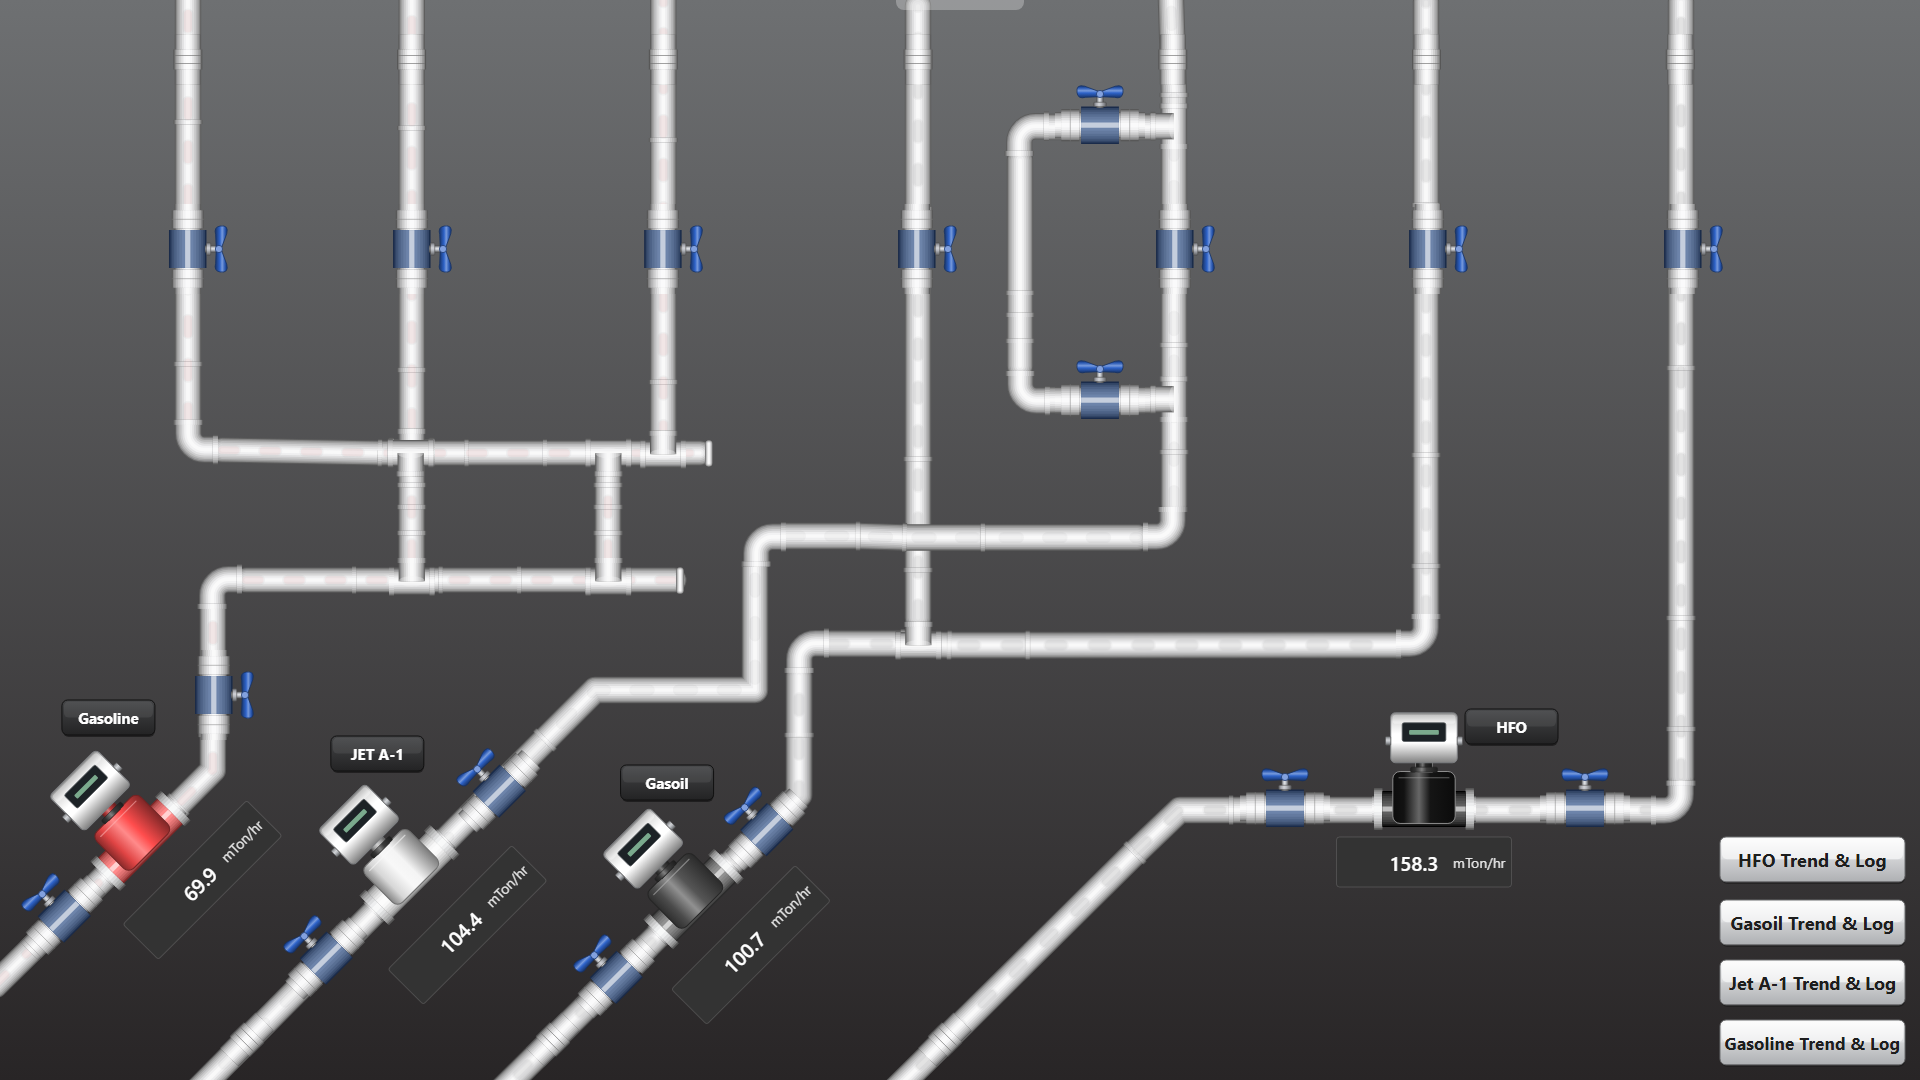 Gasoline
69.9 mTon/hr
JET A-1
104.4 mTon/hr
Gasoil
100.7 mTon/hr
HFO
158.3 mTon/hr
HFO Trend & Log
Gasoil Trend & Log
Jet A-1 Trend & Log
Gasoline Trend & Log